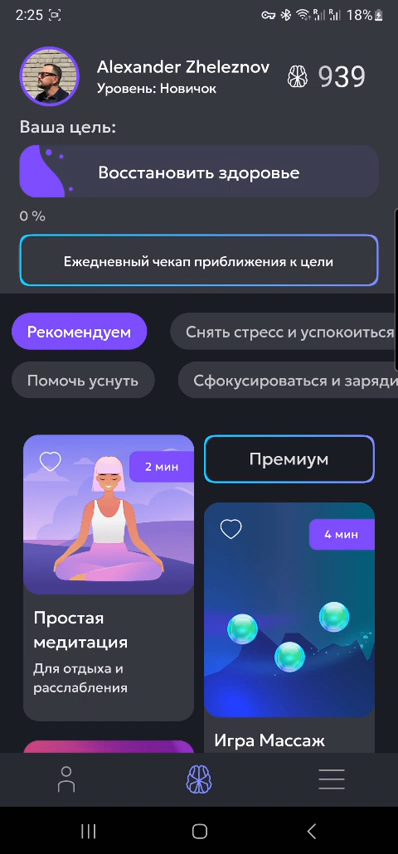 2:25
18%
Alexander Zheleznov
Уровень: Новичок
939
Ваша цель:
Восстановить здоровье
0 %
Ежедневный чекап приближения к цели
Рекомендуем
Снять стресс и успокоиться
Помочь уснуть
Сфокусироваться и заряди
2 мин
Премиум
4 мин
Простая
медитация
Для отдыха и
расслабления
Игра Массаж